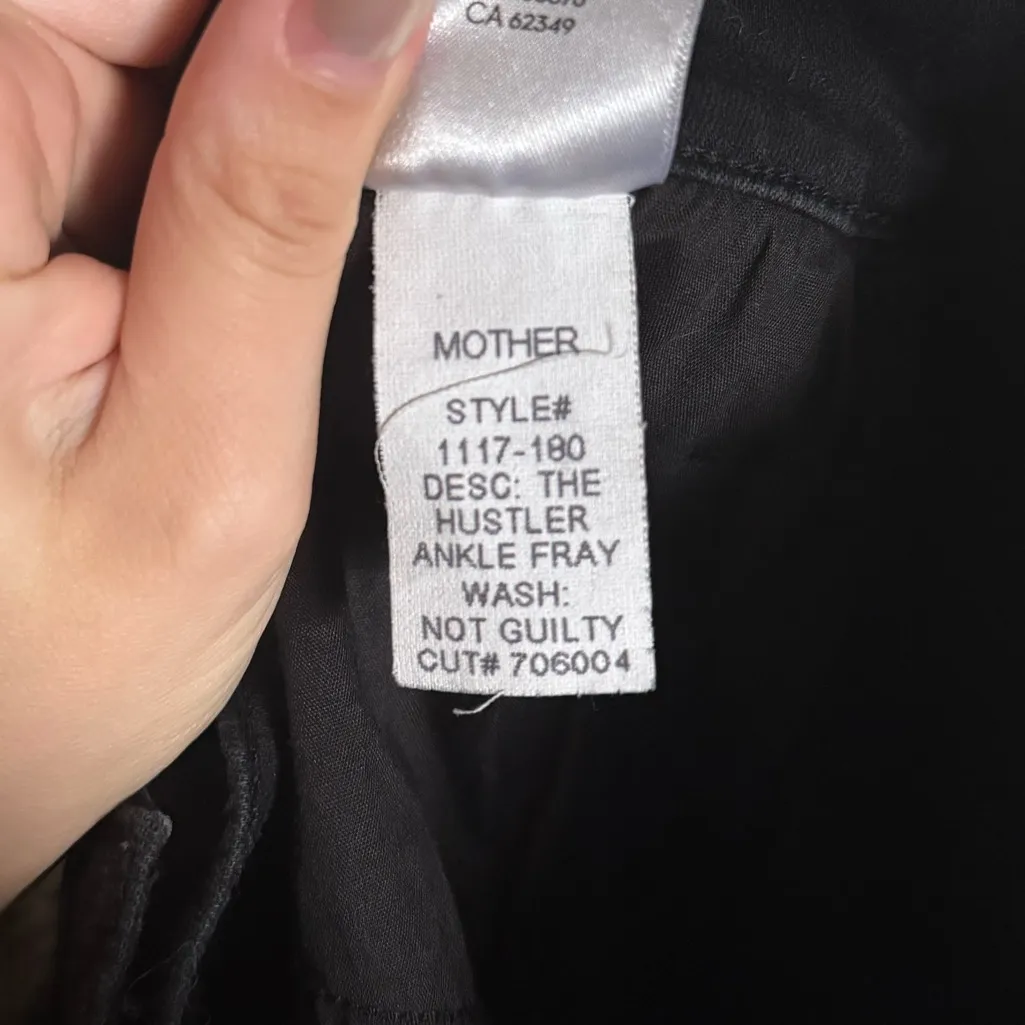 CA 62349
MOTHER
STYLE#
1117-180
DESC: THE
HUSTLER
ANKLE FRAY
WASH:
NOT GUILTY
CUT# 706004